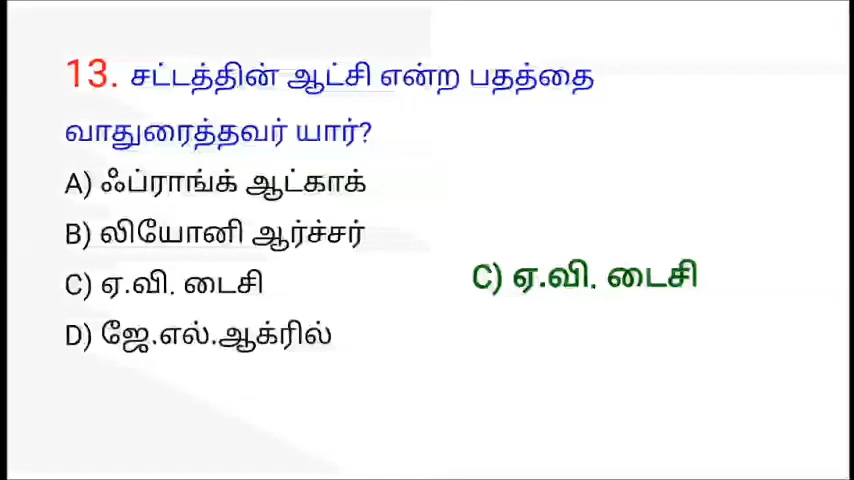 13. சட்டத்தின் ஆட்சி என்ற பதத்தை
வாதுரைத்தவர் யார்?
A) ஃப்ராங்க் ஆட்காக்
B) லியோனி ஆர்ச்சர்
C) ஏ.வி. டைசி
C) ஏ.வி. டைசி
D) ஜே.எல்.ஆக்ரில்